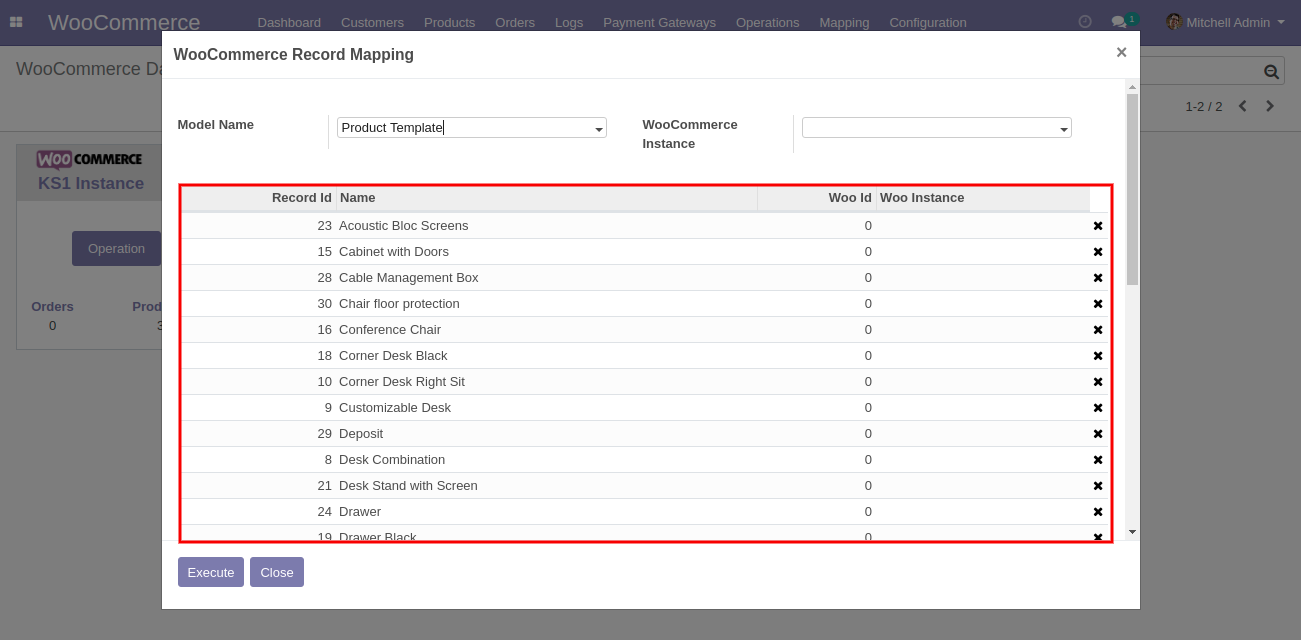 WooCommerce Dashboard Customers Products Orders Logs Payment Gateways Operations Mapping Configuration 1 Mitchell Admin
WooCommerce Da
1-2 / 2
WOO COMMERCE
KS1 Instance
Operation
Orders Prod
0 3
WooCommerce Record Mapping ×
Model Name Product Template WooCommerce
Instance
Record Id Name Woo Id Woo Instance
23 Acoustic Bloc Screens 0
15 Cabinet with Doors 0
28 Cable Management Box 0
30 Chair floor protection 0
16 Conference Chair 0
18 Corner Desk Black 0
10 Corner Desk Right Sit 0
9 Customizable Desk 0
29 Deposit 0
8 Desk Combination 0
21 Desk Stand with Screen 0
24 Drawer 0
19 Drawer Black 0
Execute Close